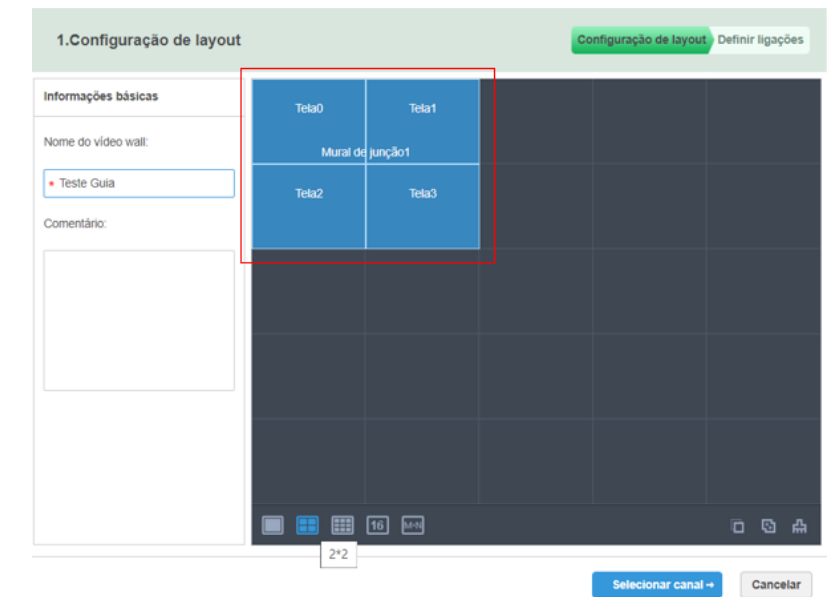 1.Configuração de layout
Configuração de layout Definir ligações
Informações básicas
Nome do vídeo wall:
* Teste Guia
Comentário:
Tela0 Tela1
Mural de junção1
Tela2 Tela3
16 M*N
2*2
Selecionar canal → Cancelar